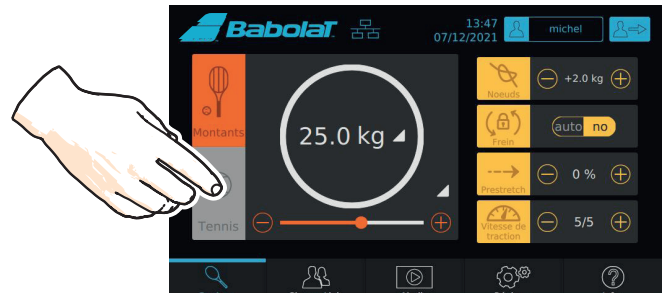 Babolat
13:47
07/12/2021
michel
Montants
25.0 kg
Tennis
Noeuds
+2.0 kg
Frein
auto no
Prestretch
0 %
Vitesse de
traction
5/5